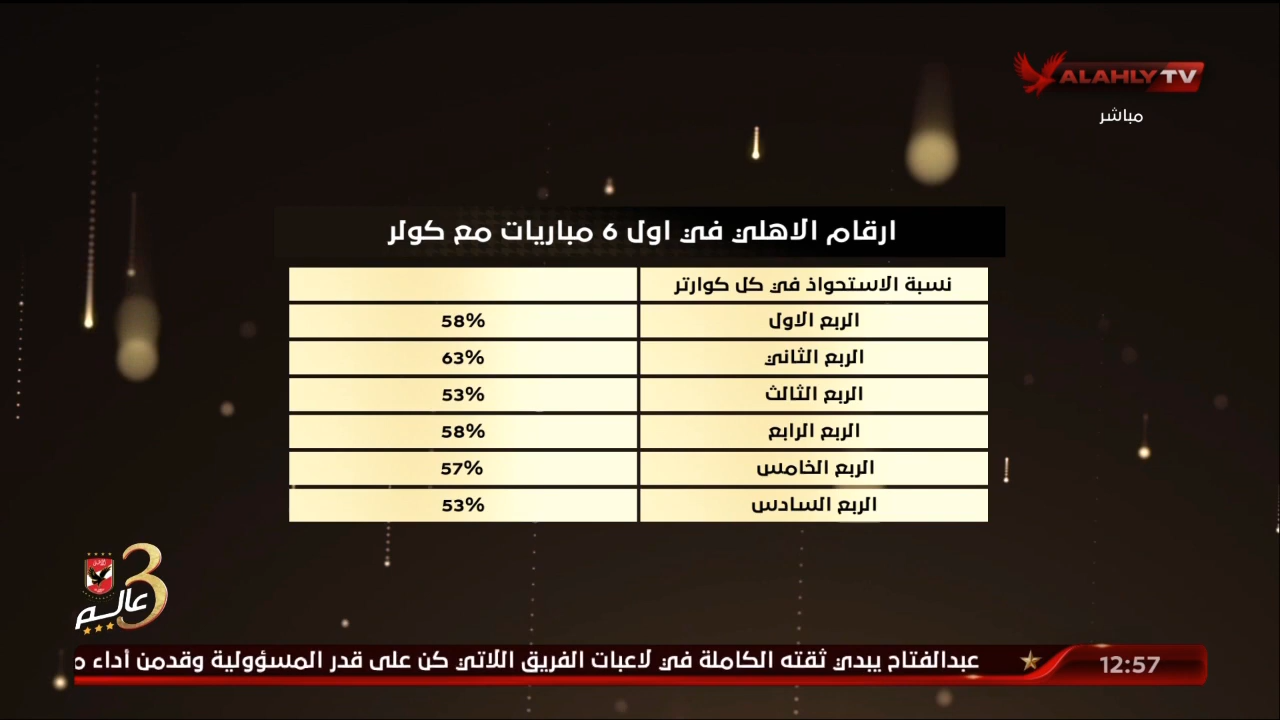 ALAHLY TV
مباشر
ارقام الاهلي في اول 6 مباريات مع كولر
نسبة الاستحواذ في كل كوارتر
الربع الاول 58%
الربع الثاني 63%
الربع الثالث 53%
الربع الرابع 58%
الربع الخامس 57%
الربع السادس 53%
3 عالم
12:57 عبدالفتاح يبدي ثقته الكاملة في لاعبات الفريق اللاتي كن على قدر المسؤولية وقدمن أداء م